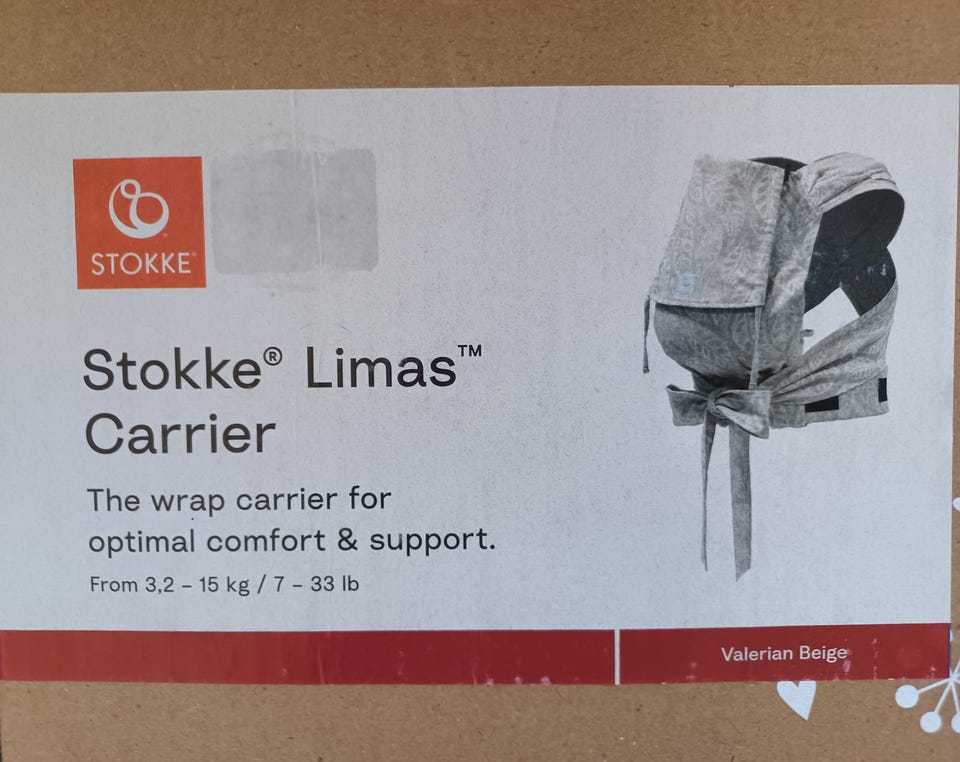 STOKKE®
Stokke® Limas™
Carrier
The wrap carrier for
optimal comfort & support.
From 3,2 – 15 kg / 7 – 33 lb
Valerian Beige